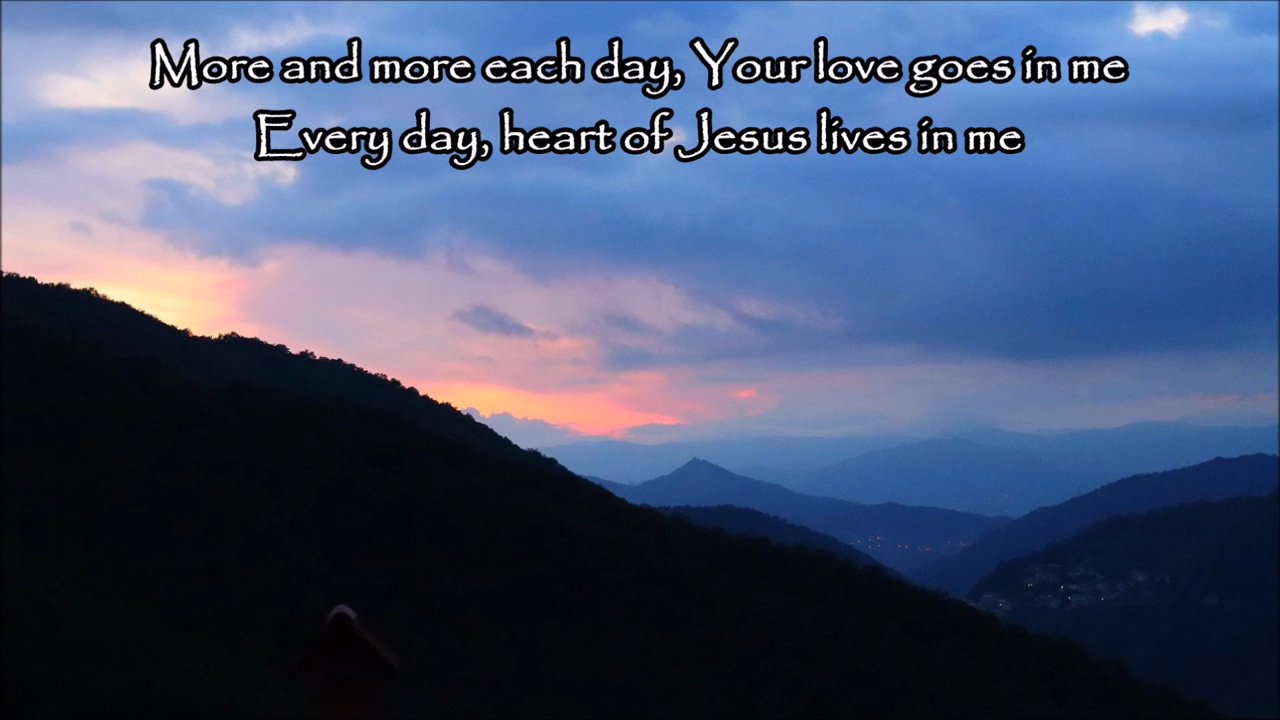 More and more each day, Your love goes in me
Every day, heart of Jesus lives in me